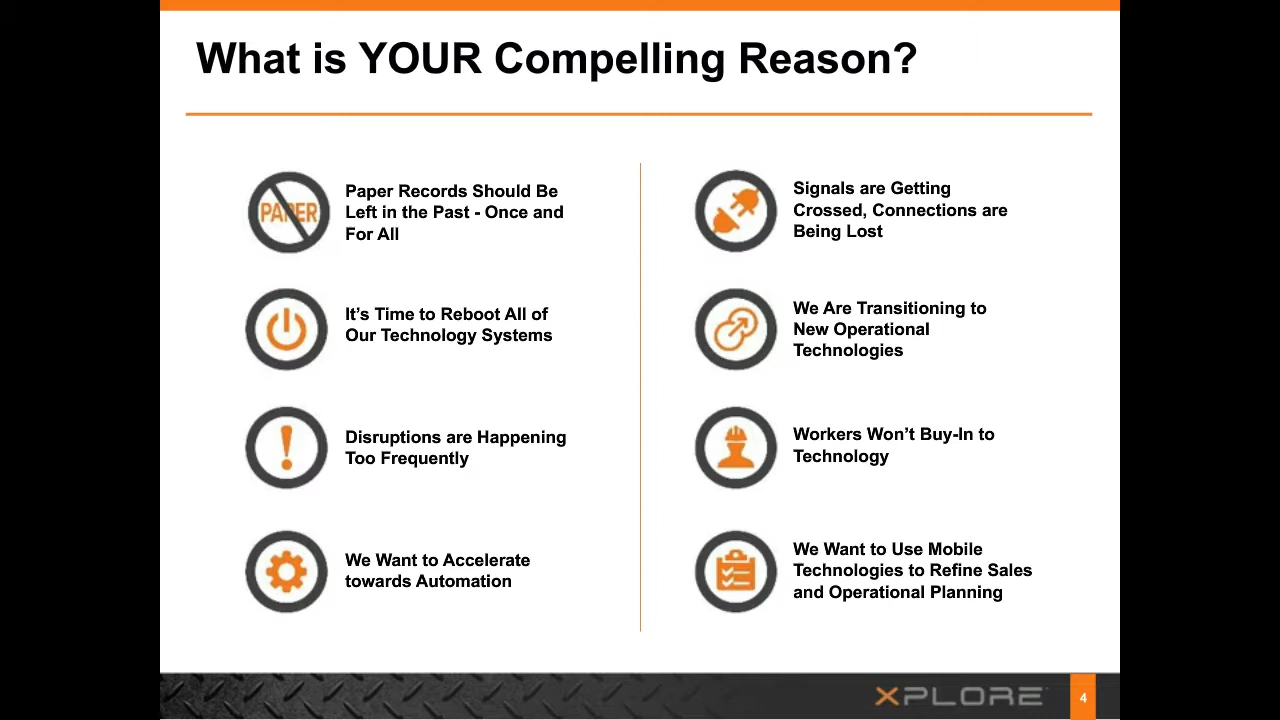 What is YOUR Compelling Reason?
PAPER
Paper Records Should Be
Left in the Past - Once and
For All
It’s Time to Reboot All of
Our Technology Systems
Disruptions are Happening
Too Frequently
We Want to Accelerate
towards Automation
Signals are Getting
Crossed, Connections are
Being Lost
We Are Transitioning to
New Operational
Technologies
Workers Won’t Buy-In to
Technology
We Want to Use Mobile
Technologies to Refine Sales
and Operational Planning
XPLORE
4